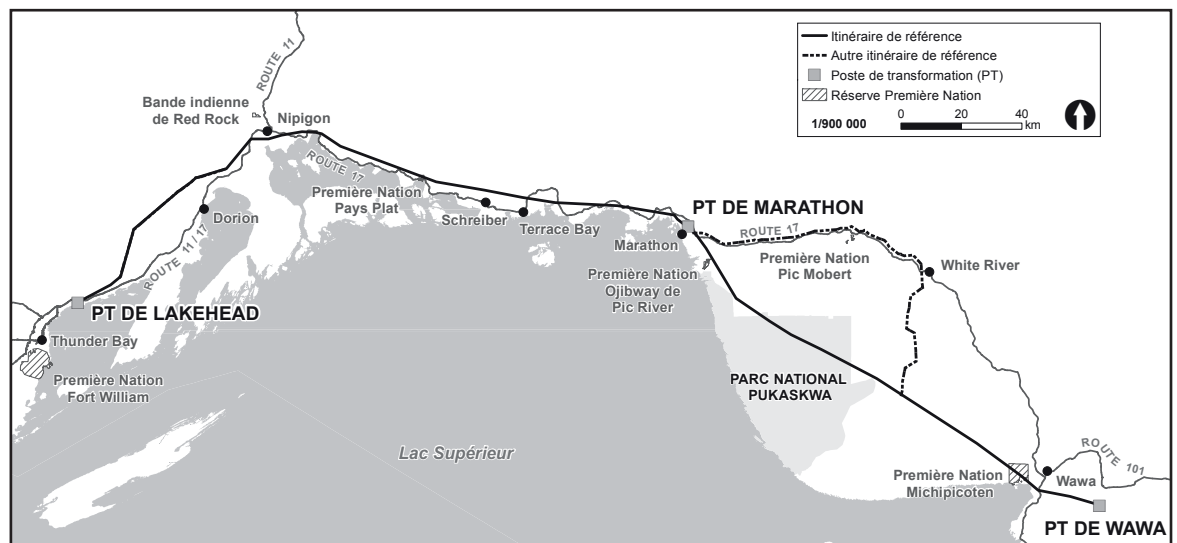 Itinéraire de référence
Autre itinéraire de référence
Poste de transformation (PT)
Réserve Première Nation
1/900 000
0 20 40
km
ROUTE 11
Bande indienne
de Red Rock
Nipigon
ROUTE 17
Première Nation
Pays Plat
Dorion
ROUTE 11/17
Schreiber
Terrace Bay
PT DE MARATHON
Marathon
ROUTE 17
Première Nation
Pic Mobert
White River
Première Nation
Ojibway de
Pic River
PT DE LAKEHEAD
Thunder Bay
Première Nation
Fort William
PARC NATIONAL
PUKASKWA
Lac Supérieur
ROUTE 101
Première Nation
Michipicoten
Wawa
PT DE WAWA